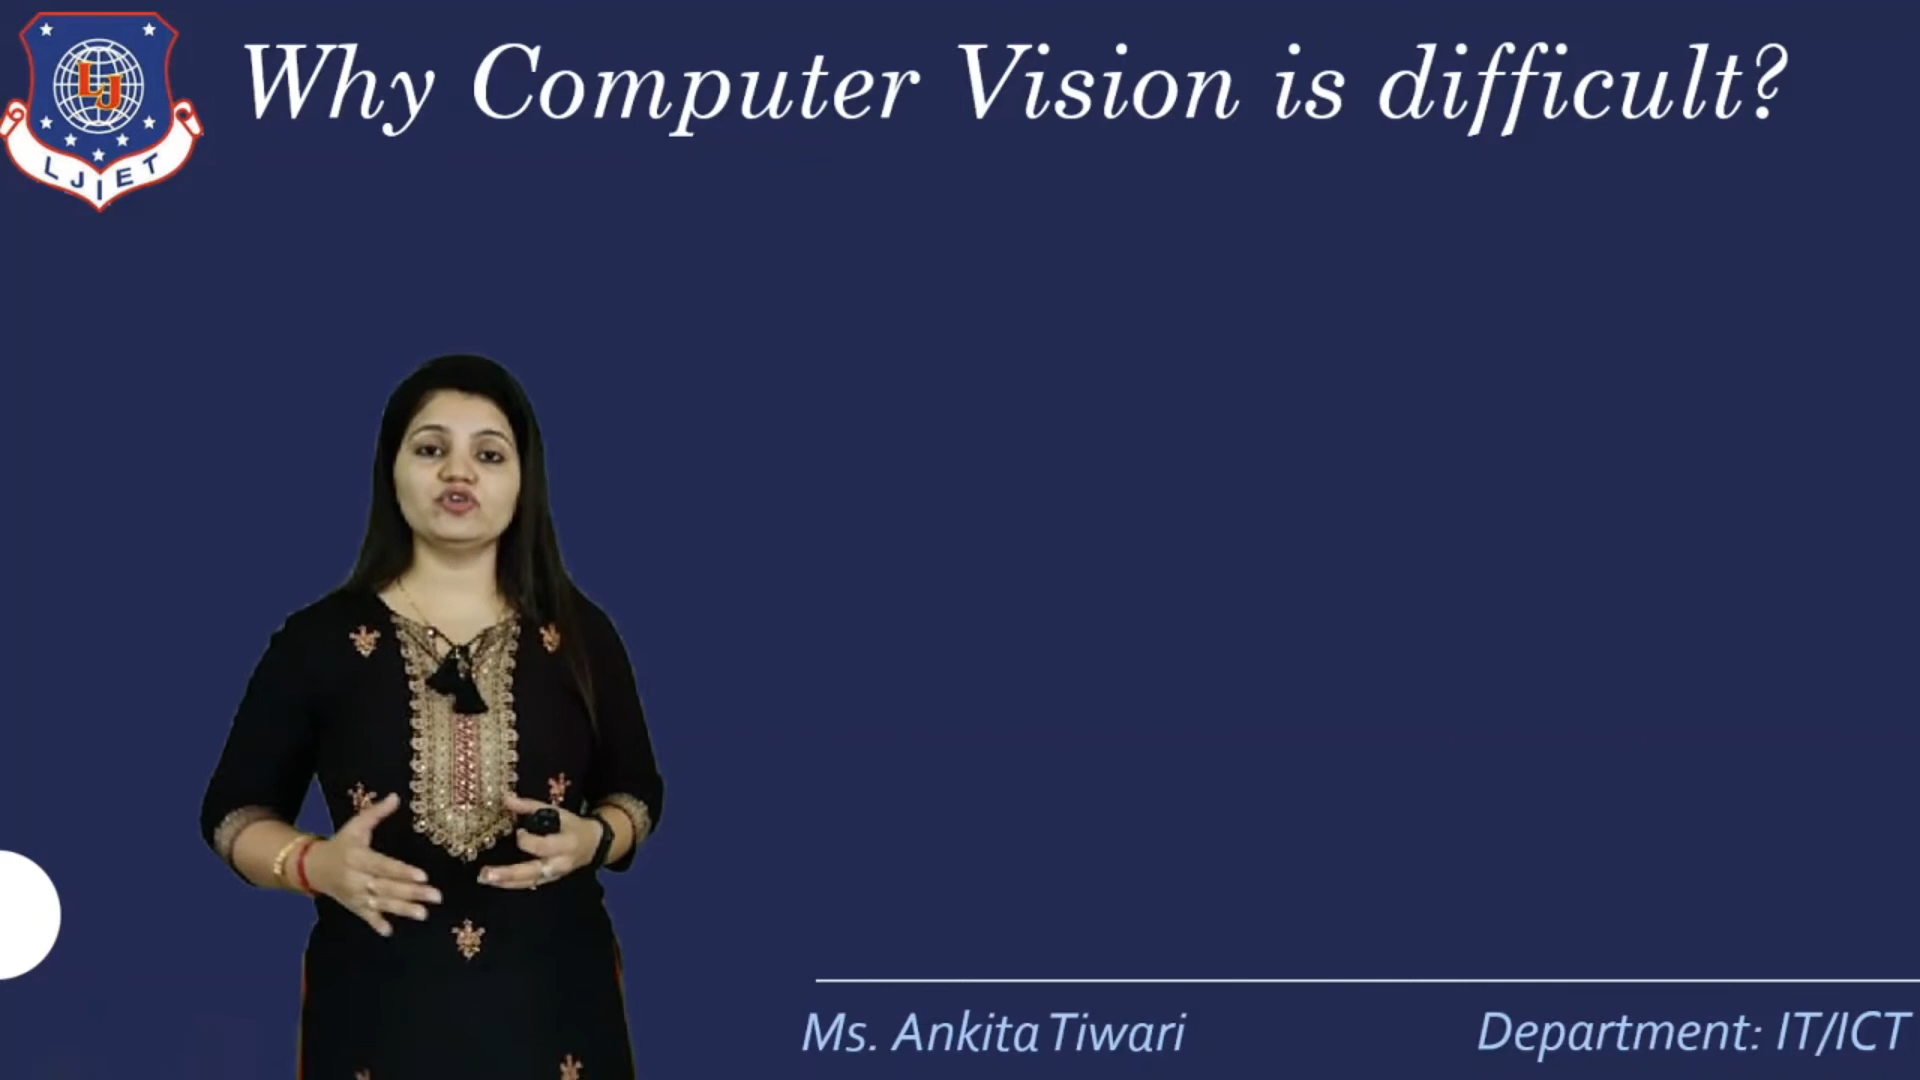 LJ
LJIET
Why Computer Vision is difficult?
Ms. Ankita Tiwari
Department: IT/ICT